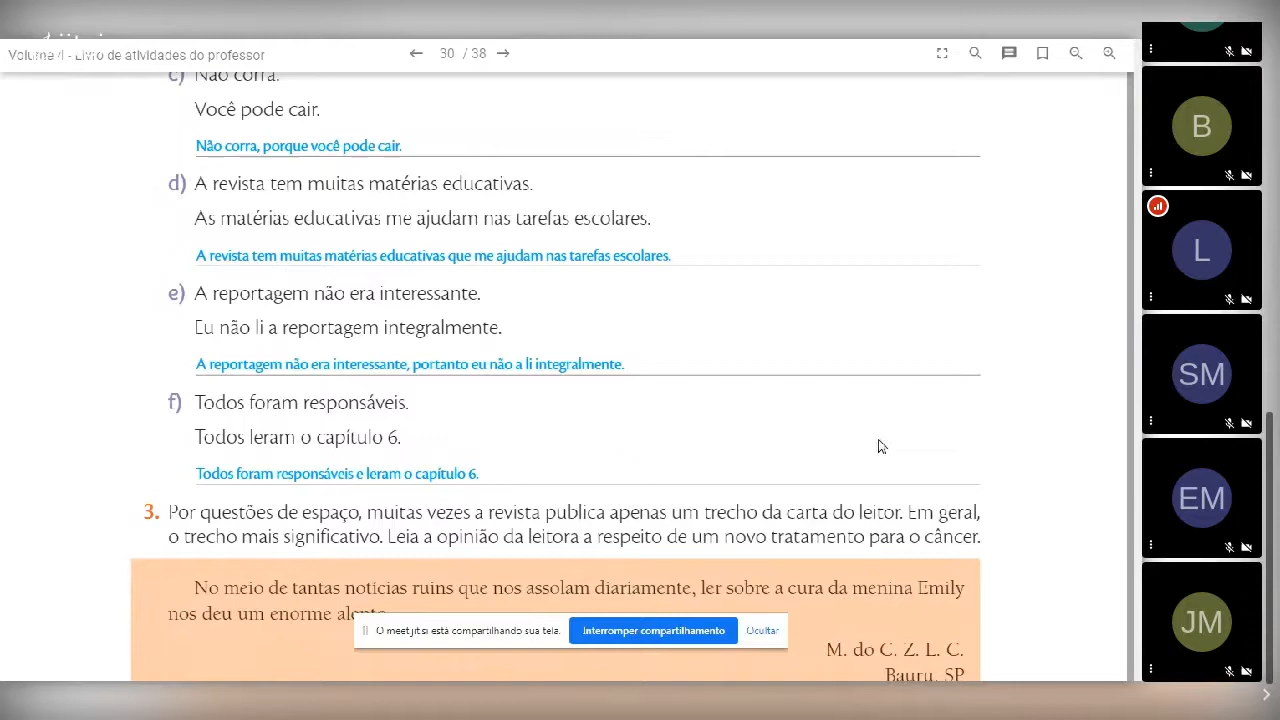 Volume 4 - Livro de atividades do professor
30 / 38
c) Não corra.
Você pode cair.
Não corra, porque você pode cair.
d) A revista tem muitas matérias educativas.
As matérias educativas me ajudam nas tarefas escolares.
A revista tem muitas matérias educativas que me ajudam nas tarefas escolares.
e) A reportagem não era interessante.
Eu não li a reportagem integralmente.
A reportagem não era interessante, portanto eu não a li integralmente.
f) Todos foram responsáveis.
Todos leram o capítulo 6.
Todos foram responsáveis e leram o capítulo 6.
3. Por questões de espaço, muitas vezes a revista publica apenas um trecho da carta do leitor. Em geral,
o trecho mais significativo. Leia a opinião da leitora a respeito de um novo tratamento para o câncer.
No meio de tantas notícias ruins que nos assolam diariamente, ler sobre a cura da menina Emily
nos deu um enorme alento
O meet.jit.si está compartilhando sua tela.
Interromper compartilhamento
Ocultar
M. do C. Z. L. C.
Bauru, SP
B
L
SM
EM
JM